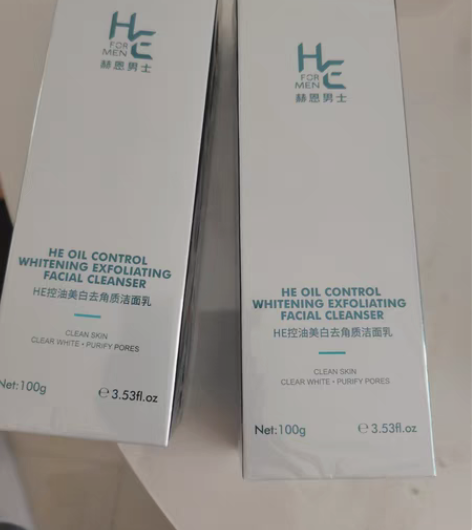 HE
FOR
MEN
赫恩男士
HE OIL CONTROL
WHITENING EXFOLIATING
FACIAL CLEANSER
HE控油美白去角质洁面乳
CLEAN SKIN
CLEAR WHITE • PURIFY PORES
Net:100g
℮ 3.53fl.oz
HE
FOR
MEN
赫恩男士
HE OIL CONTROL
WHITENING EXFOLIATING
FACIAL CLEANSER
HE控油美白去角质洁面乳
CLEAN SKIN
CLEAR WHITE • PURIFY PORES
Net:100g
℮ 3.53fl.oz